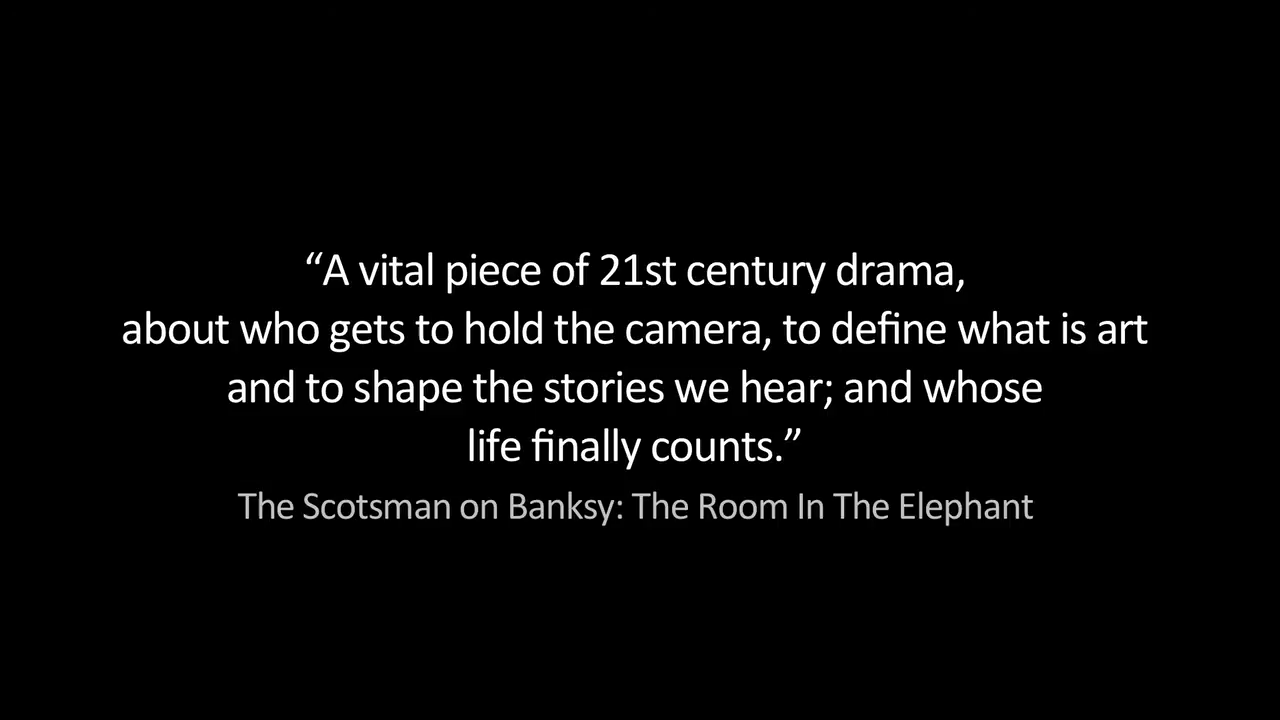 “A vital piece of 21st century drama,
about who gets to hold the camera, to define what is art
and to shape the stories we hear; and whose
life finally counts.”
The Scotsman on Banksy: The Room In The Elephant